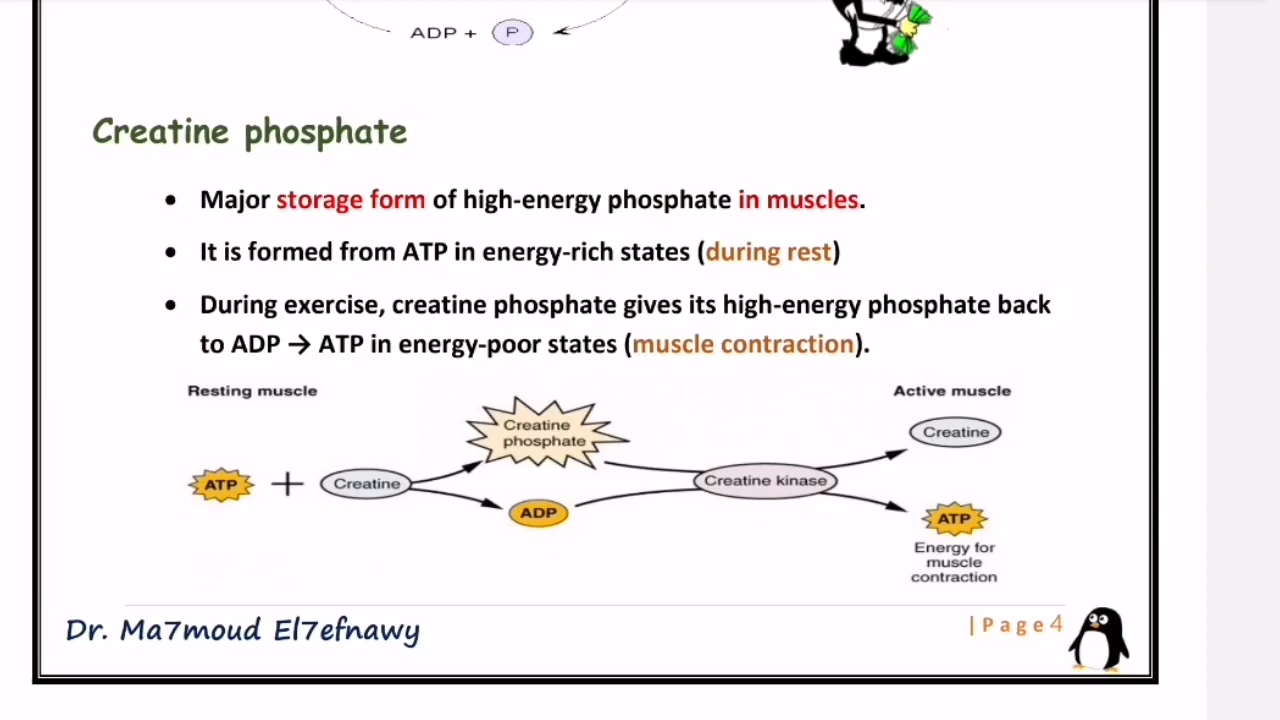 ADP + P
Creatine phosphate
• Major storage form of high-energy phosphate in muscles.
• It is formed from ATP in energy-rich states (during rest)
• During exercise, creatine phosphate gives its high-energy phosphate back
to ADP → ATP in energy-poor states (muscle contraction).
Resting muscle
Active muscle
Creatine
phosphate
Creatine
ATP + Creatine
Creatine kinase
ADP
ATP
Energy for
muscle
contraction
Dr. Ma7moud El7efnawy
| P a g e 4